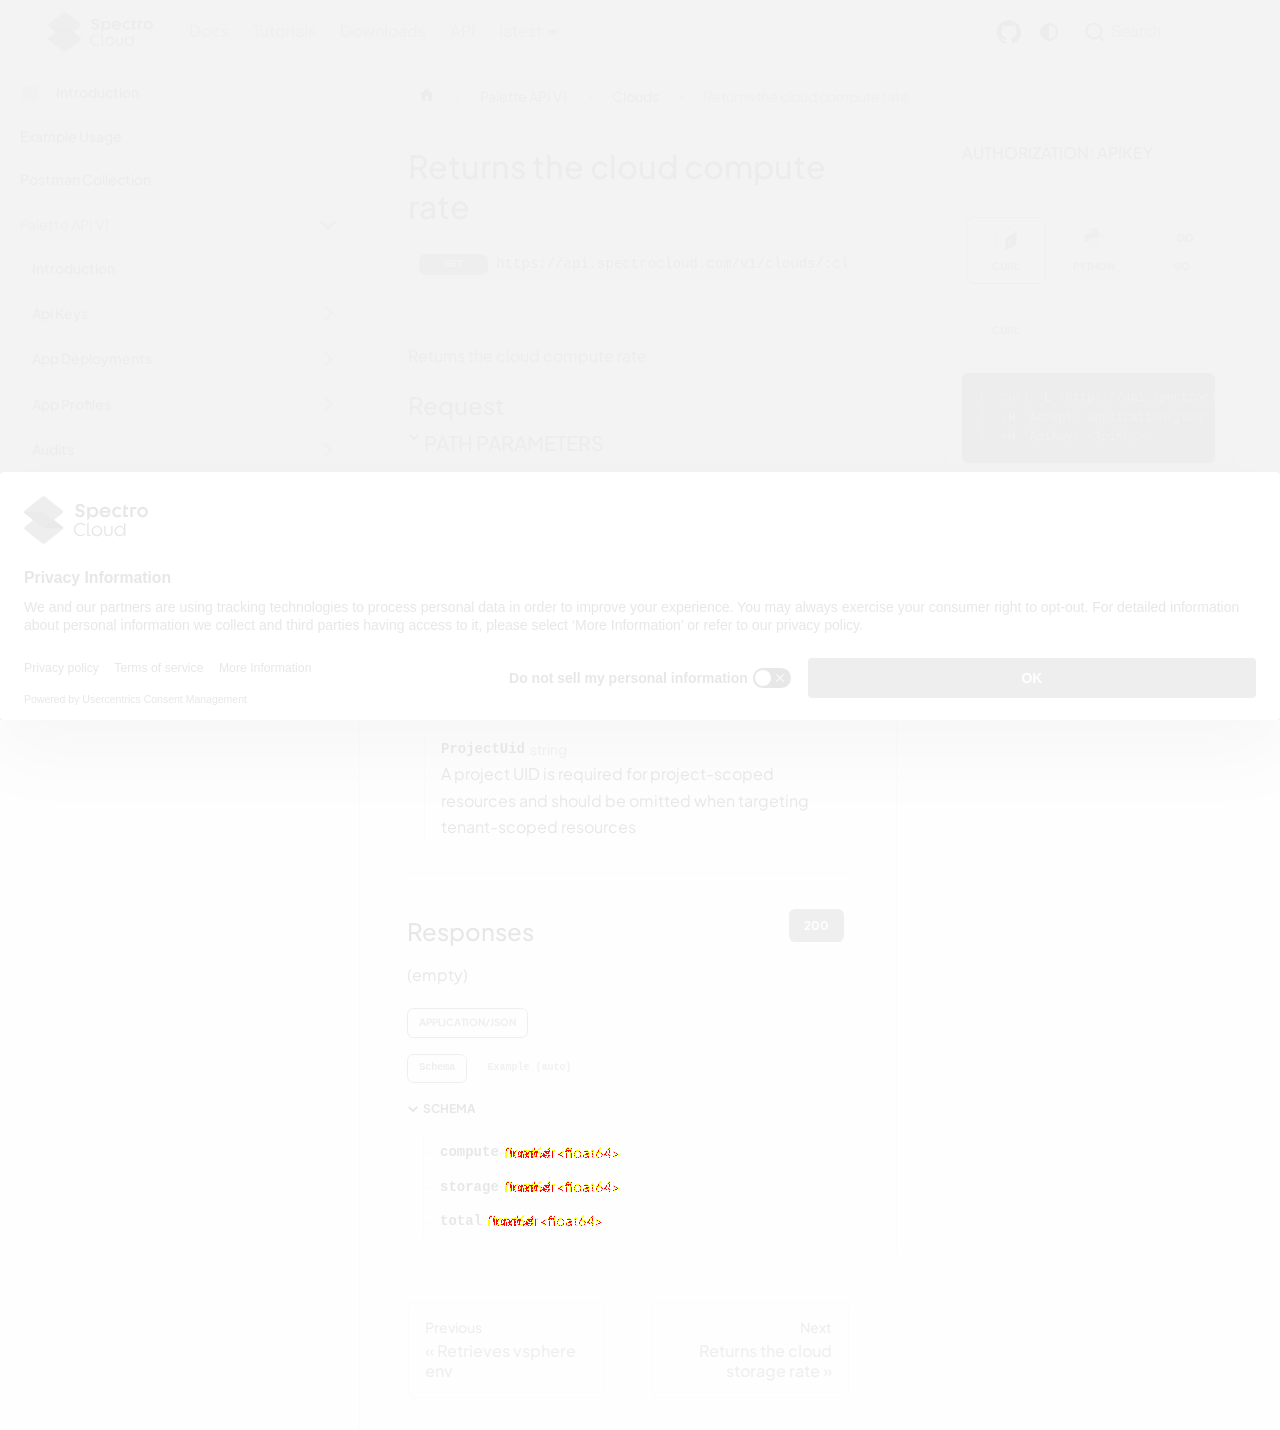 Spectro
Cloud
Docs Tutorials Downloads API latest
Search
Introduction
Example Usage
Postman Collection
Palette API V1
Introduction
Api Keys
App Deployments
App Profiles
Audits
Palette API V1
Clouds
Returns the cloud compute rate
Returns the cloud compute
rate
GET https://api.spectrocloud.com/v1/clouds/:cl
Returns the cloud compute rate
Request
PATH PARAMETERS
AUTHORIZATION: APIKEY
CURL PYTHON GO
CURL
Spectro
Cloud
Privacy Information
We and our partners are using tracking technologies to process personal data in order to improve your experience. You may always exercise your consumer right to opt-out. For detailed information
about personal information we collect and third parties having access to it, please select ‘More Information’ or refer to our privacy policy.
Privacy policy Terms of service More Information
Powered by Usercentrics Consent Management
Do not sell my personal information
OK
ProjectUid string
A project UID is required for project-scoped
resources and should be omitted when targeting
tenant-scoped resources
Responses
200
(empty)
APPLICATION/JSON
Schema Example (auto)
SCHEMA
compute
storage
total
Previous
« Retrieves vsphere
env
Next
Returns the cloud
storage rate »